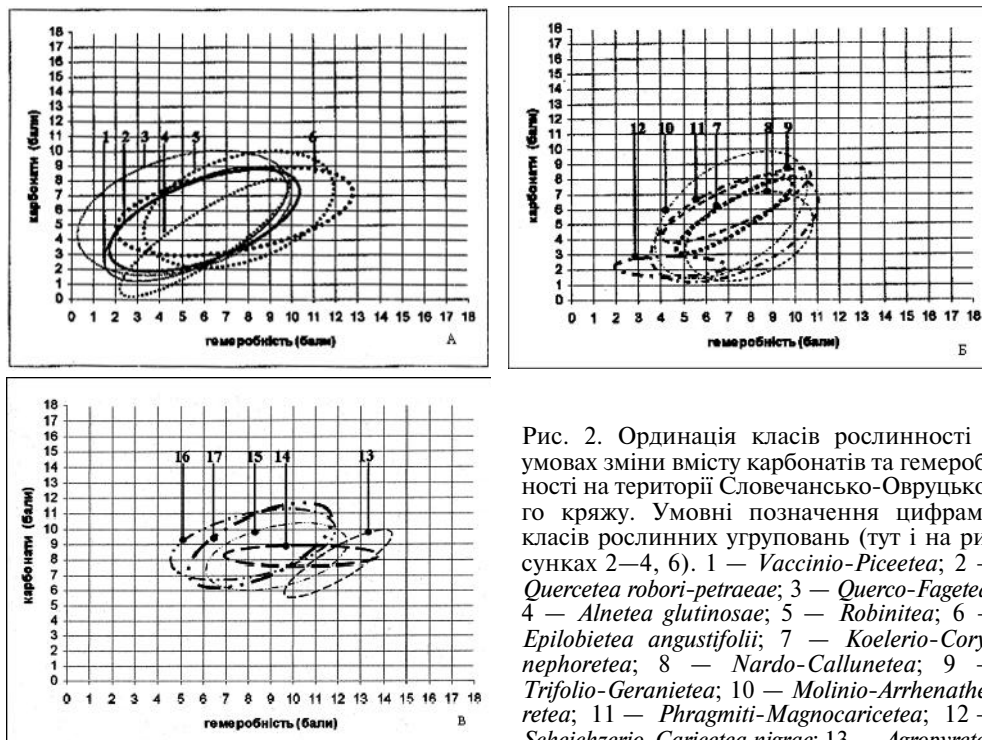 18
17
16
15
14
13
12
11
10
9
8
7
6
5
4
3
2
1
0
карбонати (бали)
1 2 3 4 5 6
0 1 2 3 4 5 6 7 8 9 10 11 12 13 14 15 16 17 18
гемеробність (бали)
А
18
17
16
15
14
13
12
11
10
9
8
7
6
5
4
3
2
1
0
карбонати (бали)
12 10 11 7 8 9
0 1 2 3 4 5 6 7 8 9 10 11 12 13 14 15 16 17 18
гемеробність (бали)
Б
18
17
16
15
14
13
12
11
10
9
8
7
6
5
4
3
2
1
0
карбонати (бали)
16 17 15 14 13
0 1 2 3 4 5 6 7 8 9 10 11 12 13 14 15 16 17 18
гемеробність (бали)
В
Рис. 2. Ординація класів рослинності
умовах зміни вмісту карбонатів та гемероб
ності на території Словечансько-Овруцько
го кряжу. Умовні позначення цифрам
класів рослинних угруповань (тут і на ри
сунках 2—4, 6). 1 — Vaccinio-Piceetea; 2 –
Quercetea robori-petraeae; 3 — Querco-Fagetea
4 — Alnetea glutinosae; 5 — Robinitea; 6 –
Epilobietea angustifolii; 7 — Koelerio-Cory
nephoretea; 8 — Nardo-Callunetea; 9 –
Trifolio-Geranietea; 10 — Molinio-Arrhenathe
retea; 11 — Phragmiti-Magnocaricetea; 12 –
Scheichzerio-Caricetea nigrae; 13 — Agropyrete